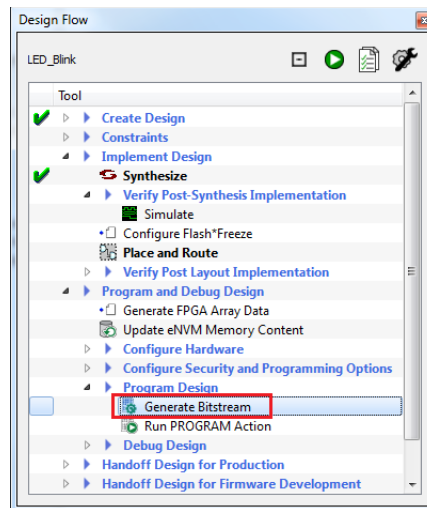 Design Flow
LED_Blink
Tool
Create Design
Constraints
Implement Design
Synthesize
Verify Post-Synthesis Implementation
Simulate
Configure Flash*Freeze
Place and Route
Verify Post Layout Implementation
Program and Debug Design
Generate FPGA Array Data
Update eNVM Memory Content
Configure Hardware
Configure Security and Programming Options
Program Design
Generate Bitstream
Run PROGRAM Action
Debug Design
Handoff Design for Production
Handoff Design for Firmware Development